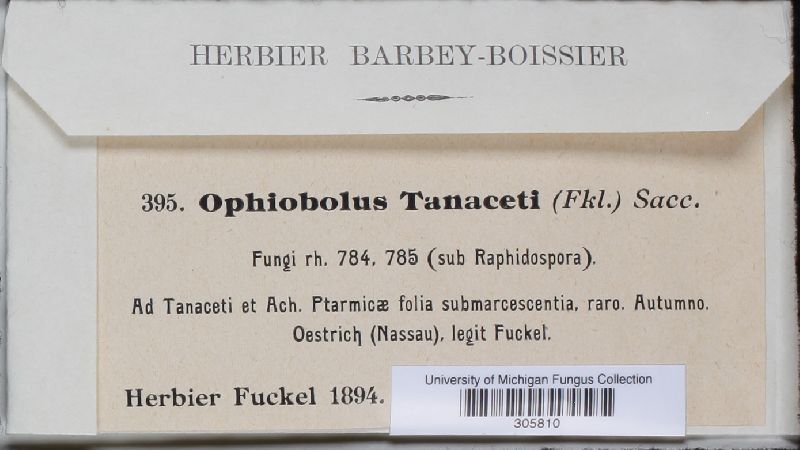 HERBIER BARBEY-BOISSIER
395. Ophiobolus Tanaceti (Fkl.) Sacc.
Fungi rh. 784, 785 (sub Raphidospora).
Ad Tanaceti et Ach. Ptarmicæ folia submarcescentia, raro. Autumno.
Oestrich (Nassau), legit Fuckel.
Herbier Fuckel 1894.
University of Michigan Fungus Collection
305810